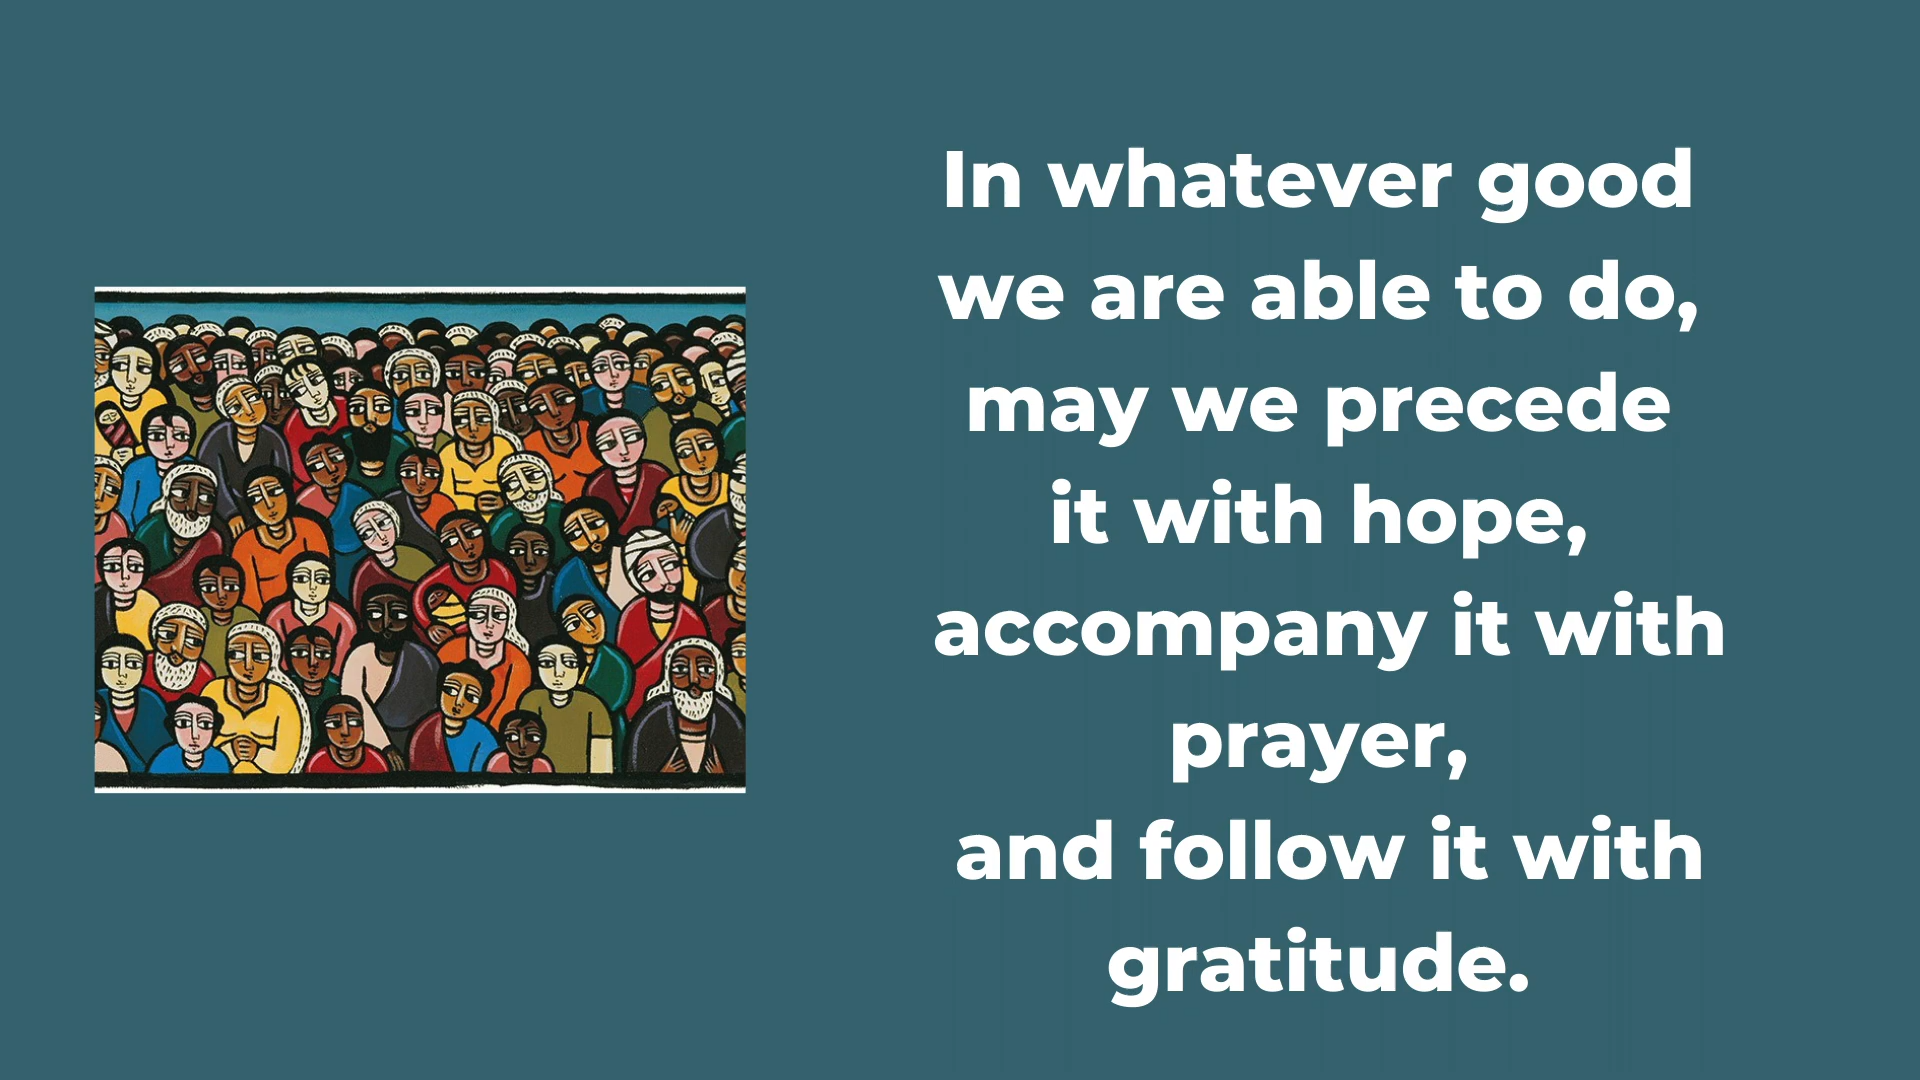 In whatever good
we are able to do,
may we precede
it with hope,
accompany it with
prayer,
and follow it with
gratitude.